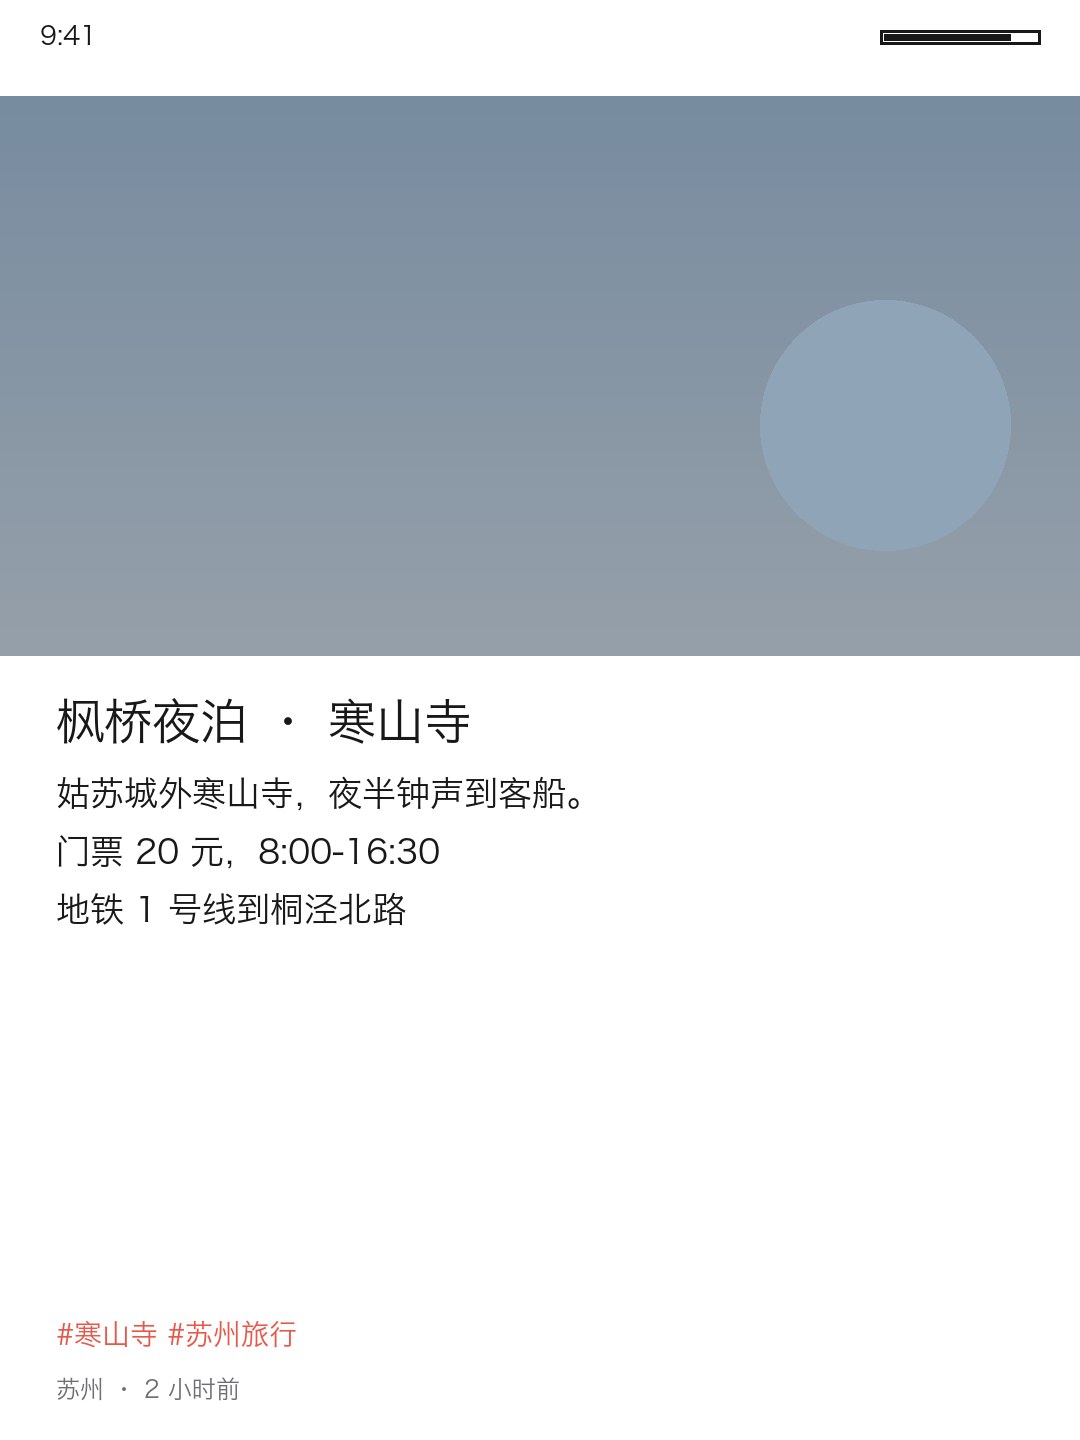 9:41
枫桥夜泊 · 寒山寺
姑苏城外寒山寺，夜半钟声到客船。
门票 20 元，8:00-16:30
地铁 1 号线到桐泾北路
#寒山寺 #苏州旅行
苏州 · 2 小时前